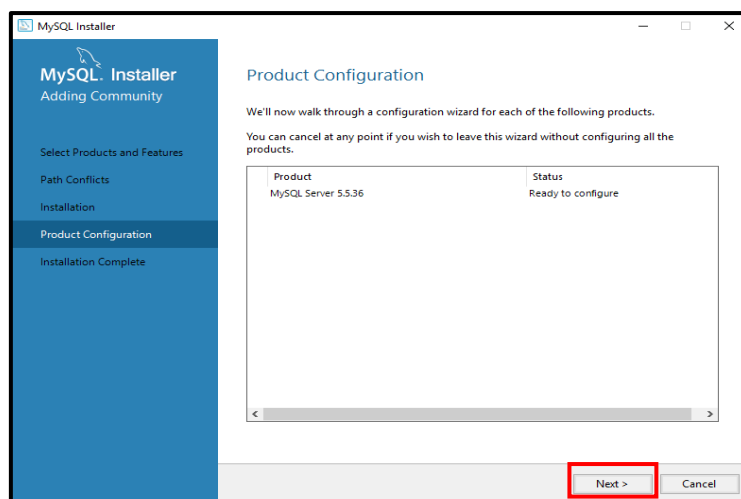 MySQL Installer
MySQL. Installer
Adding Community
Select Products and Features
Path Conflicts
Installation
Product Configuration
Installation Complete
Product Configuration
We'll now walk through a configuration wizard for each of the following products.
You can cancel at any point if you wish to leave this wizard without configuring all the
products.
Product Status
MySQL Server 5.5.36 Ready to configure
Next > Cancel